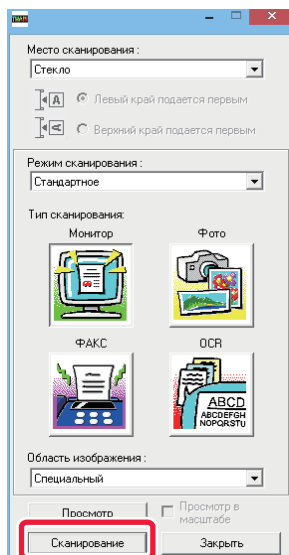 Место сканирования :
Стекло
A
Левый край подается первым
A
Верхний край подается первым
Режим сканирования :
Стандартное
Тип сканирования:
Монитор
Фото
ФАКС
OCR
ABCD
ABCDEFGH
NOPQRSTU
Область изображения :
Специальный
Просмотр
Просмотр в
масштабе
Сканирование
Закрыть